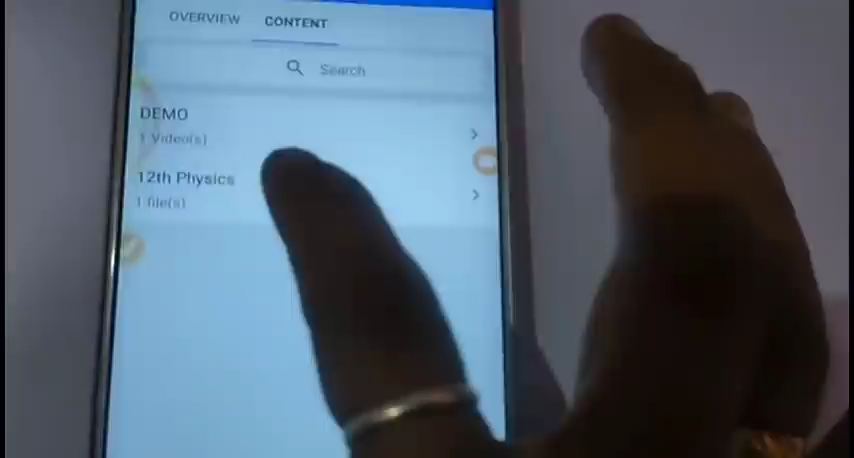 OVERVIEW CONTENT
Search
DEMO
1 Video(s)
12th Physics
1 file(s)